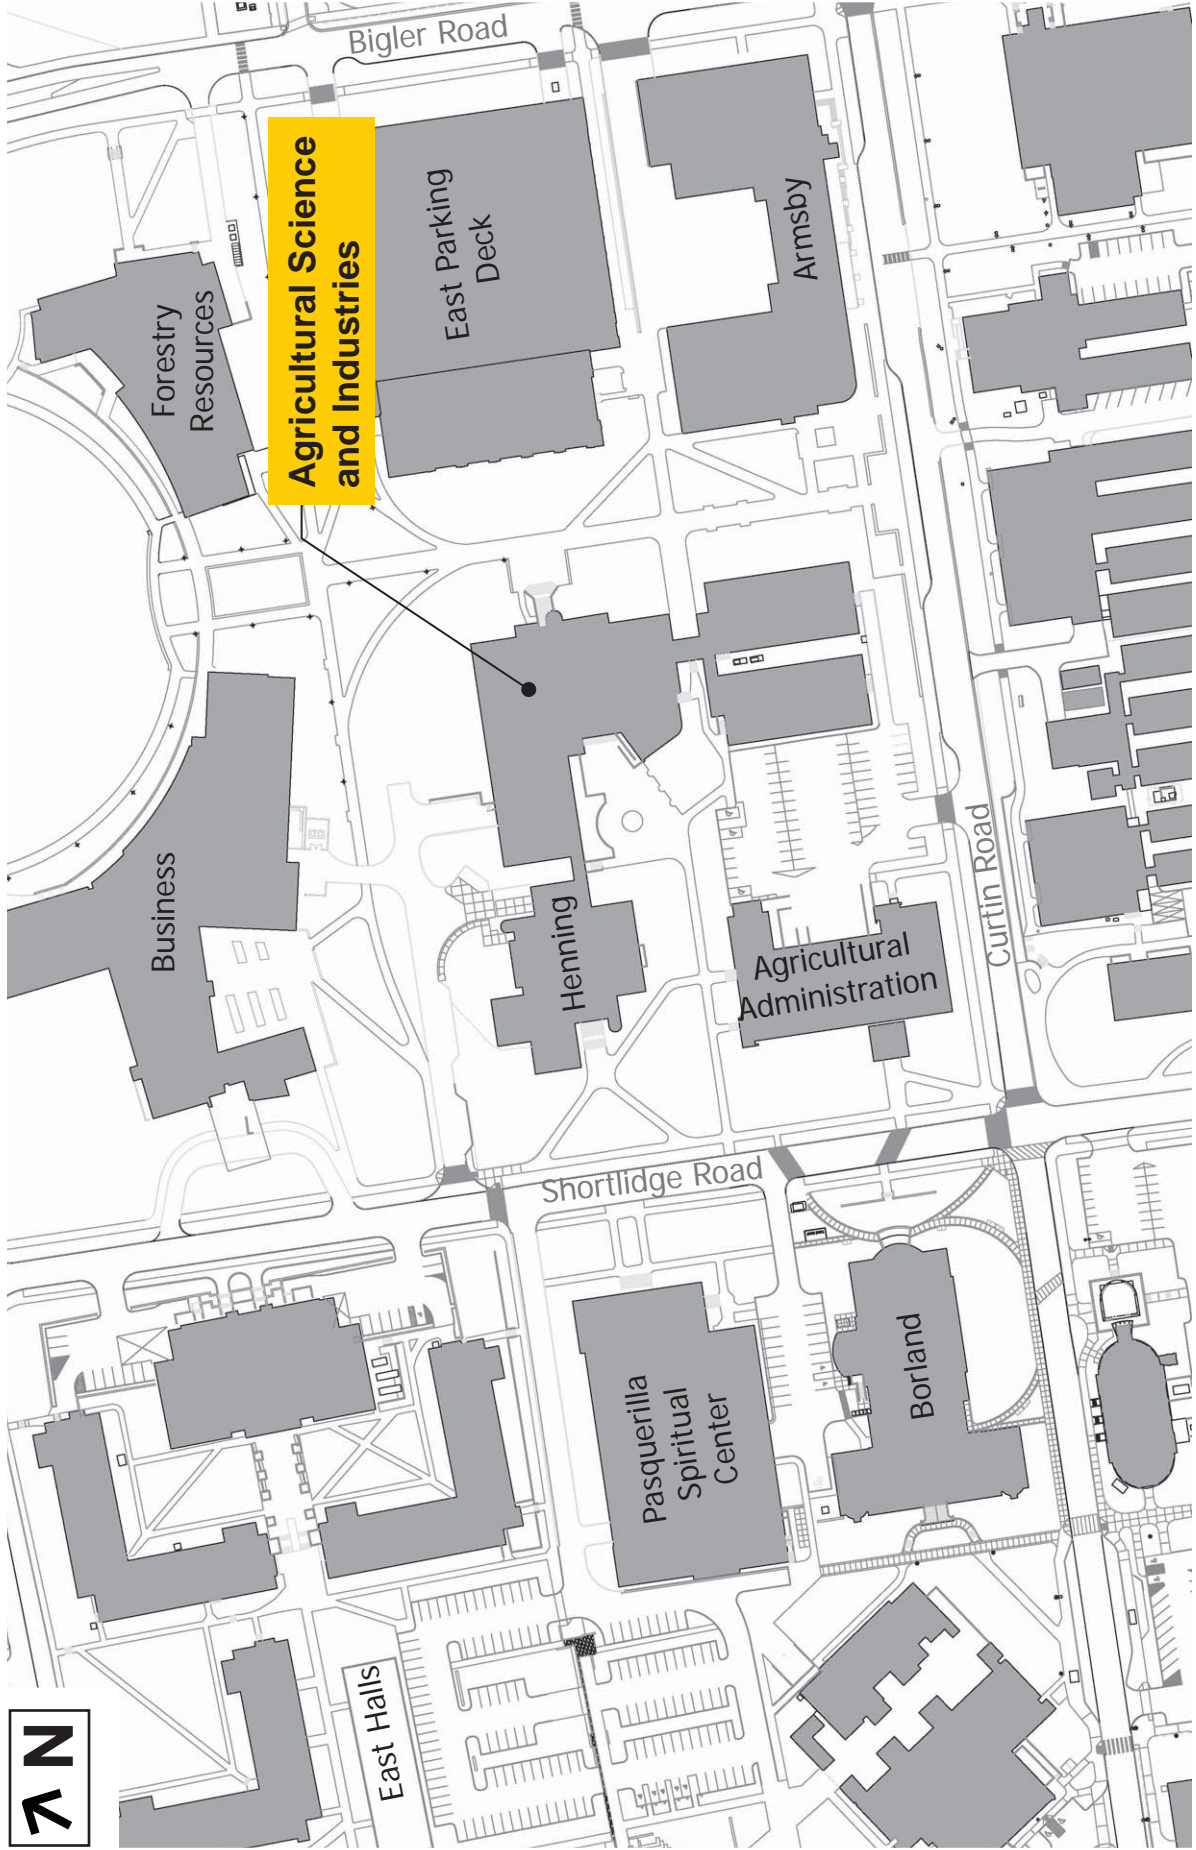 Bigler Road
Agricultural Science
and Industries
East Parking
Deck
Armsby
Forestry
Resources
Business
Henning
Agricultural
Administration
Curtin Road
Shortlidge Road
Pasquerilla
Spiritual
Center
Borland
East Halls
N